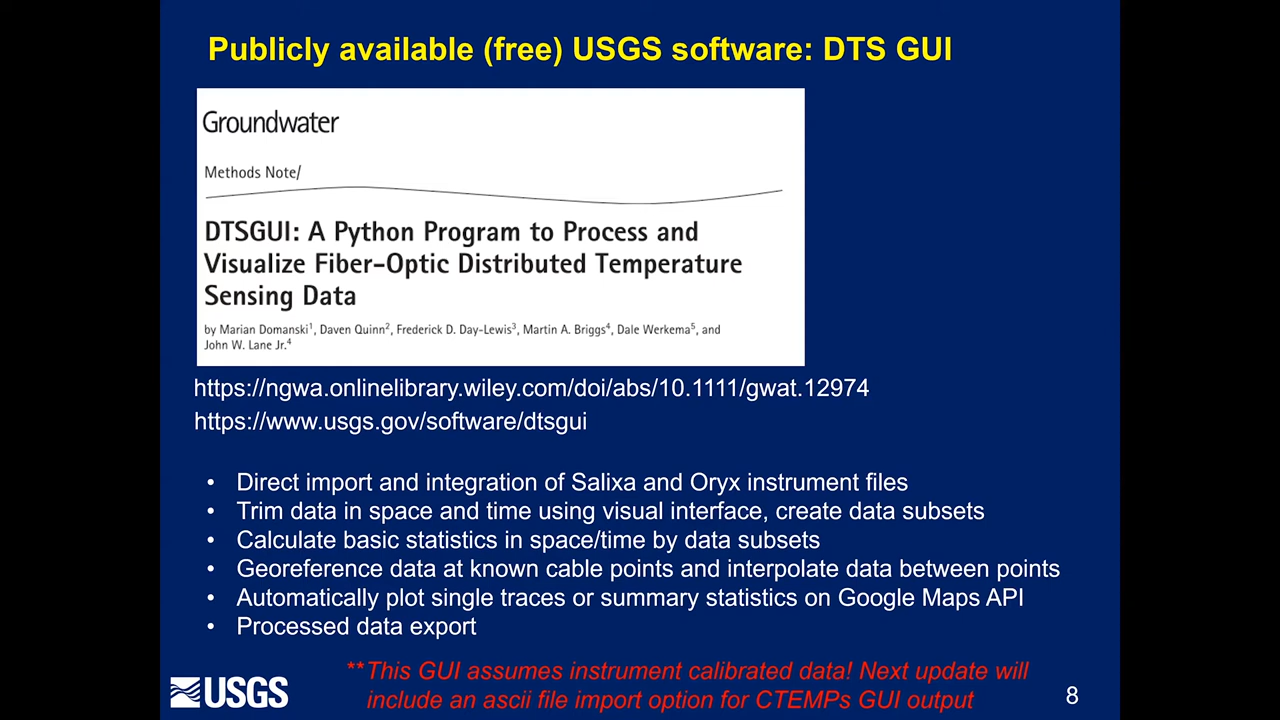 Publicly available (free) USGS software: DTS GUI
Groundwater
Methods Note/
DTSGUI: A Python Program to Process and
Visualize Fiber-Optic Distributed Temperature
Sensing Data
by Marian Domanski1, Daven Quinn2, Frederick D. Day-Lewis3, Martin A. Briggs4, Dale Werkema5, and
John W. Lane Jr.4
https://ngwa.onlinelibrary.wiley.com/doi/abs/10.1111/gwat.12974
https://www.usgs.gov/software/dtsgui
• Direct import and integration of Salixa and Oryx instrument files
• Trim data in space and time using visual interface, create data subsets
• Calculate basic statistics in space/time by data subsets
• Georeference data at known cable points and interpolate data between points
• Automatically plot single traces or summary statistics on Google Maps API
• Processed data export
**This GUI assumes instrument calibrated data! Next update will
include an ascii file import option for CTEMPs GUI output
USGS
8